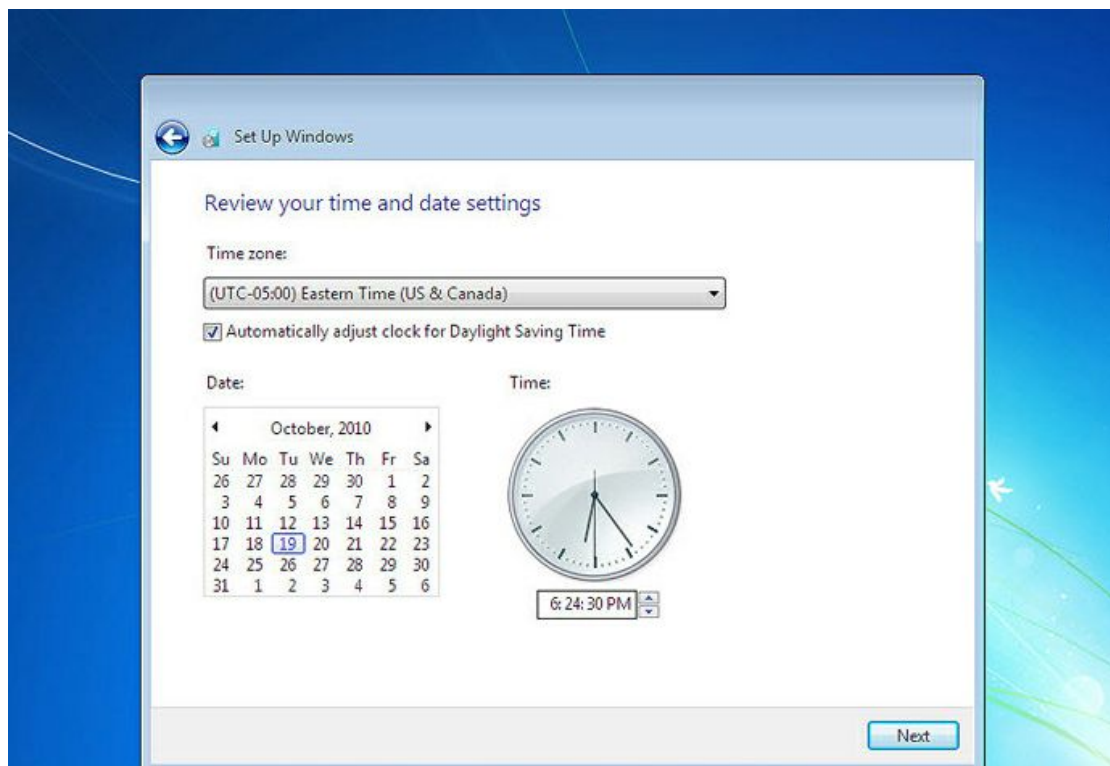 Set Up Windows
Review your time and date settings
Time zone:
(UTC-05:00) Eastern Time (US & Canada)
Automatically adjust clock for Daylight Saving Time
Date:
Time:
October, 2010
Su Mo Tu We Th Fr Sa
26 27 28 29 30 1 2
3 4 5 6 7 8 9
10 11 12 13 14 15 16
17 18 19 20 21 22 23
24 25 26 27 28 29 30
31 1 2 3 4 5 6
6:24:30 PM
Next